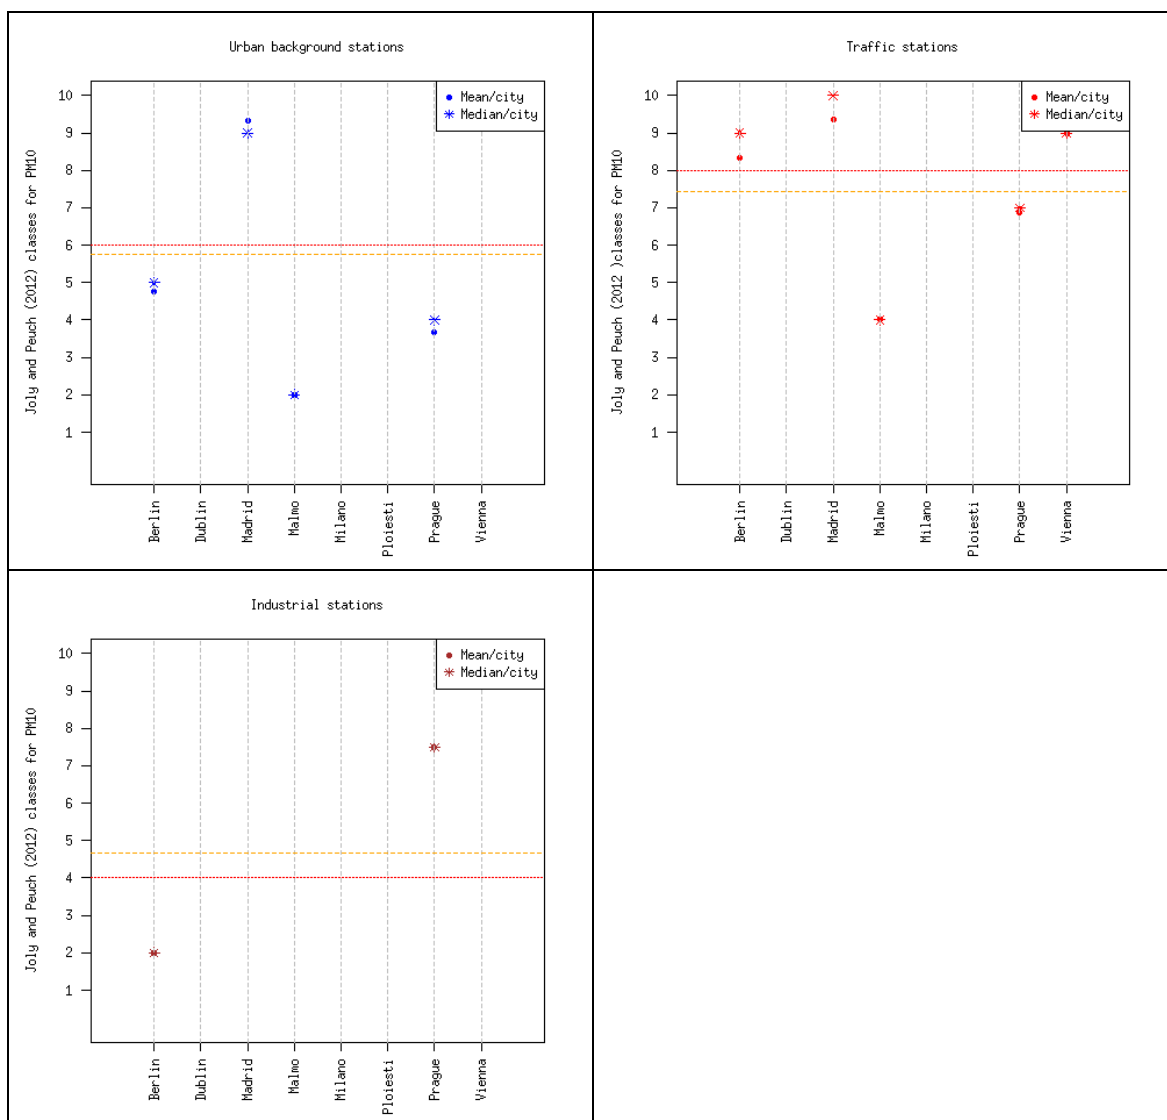 Urban background stations
Joly and Peuch (2012) classes for PM10
10
9
8
7
6
5
4
3
2
1
Mean/city
Median/city
Berlin
Dublin
Madrid
Malmo
Milano
Ploiesti
Prague
Vienna
Traffic stations
Joly and Peuch (2012 )classes for PM10
10
9
8
7
6
5
4
3
2
1
Mean/city
Median/city
Berlin
Dublin
Madrid
Malmo
Milano
Ploiesti
Prague
Vienna
Industrial stations
Joly and Peuch (2012) classes for PM10
10
9
8
7
6
5
4
3
2
1
Mean/city
Median/city
Berlin
Dublin
Madrid
Malmo
Milano
Ploiesti
Prague
Vienna